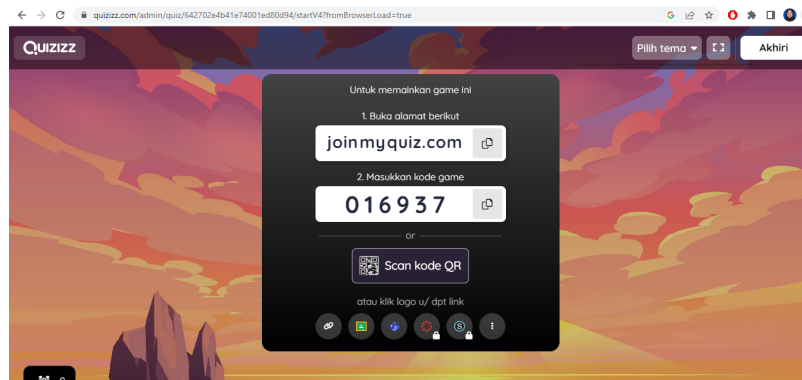 quizizz.com/admin/quiz/642702e4b41e74001ed80d94/startV4?fromBrowserLoad=true
QUIZIZZ
Pilih tema
Akhiri
Untuk memainkan game ini
1. Buka alamat berikut
joinmyquiz.com
2. Masukkan kode game
016937
or
Scan kode QR
atau klik logo u/ dpt link